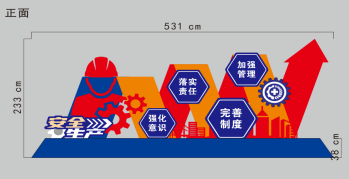 正面
531 cm
233 cm
加强
管理
落实
责任
完善
制度
强化
意识
安全
生产
38 cm